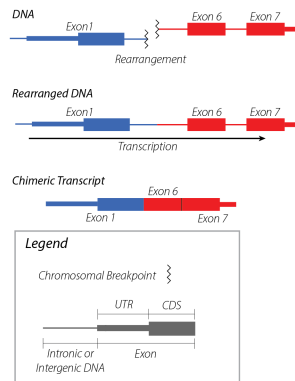 DNA
Exon1
Exon 6
Exon 7
Rearrangement
Rearranged DNA
Exon1
Exon 6
Exon 7
Transcription
Chimeric Transcript
Exon 6
Exon 1
Exon 7
Legend
Chromosomal Breakpoint
UTR
CDS
Intronic or
Intergenic DNA
Exon